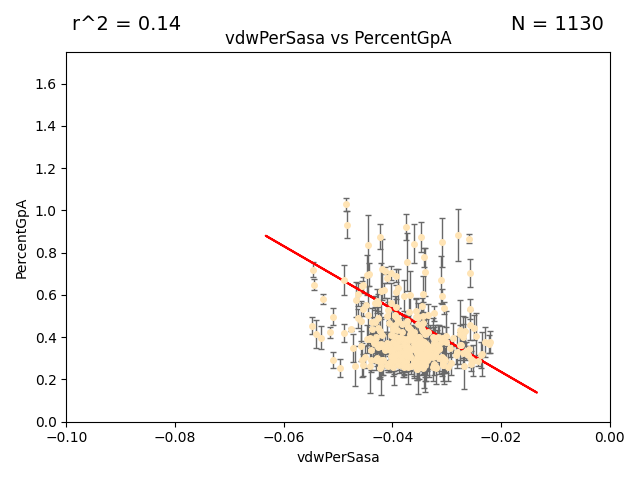 r^2 = 0.14
N = 1130
vdwPerSasa vs PercentGpA
1.6
1.4
1.2
1.0
0.8
0.6
0.4
0.2
0.0
PercentGpA
−0.10 −0.08 −0.06 −0.04 −0.02 0.00
vdwPerSasa